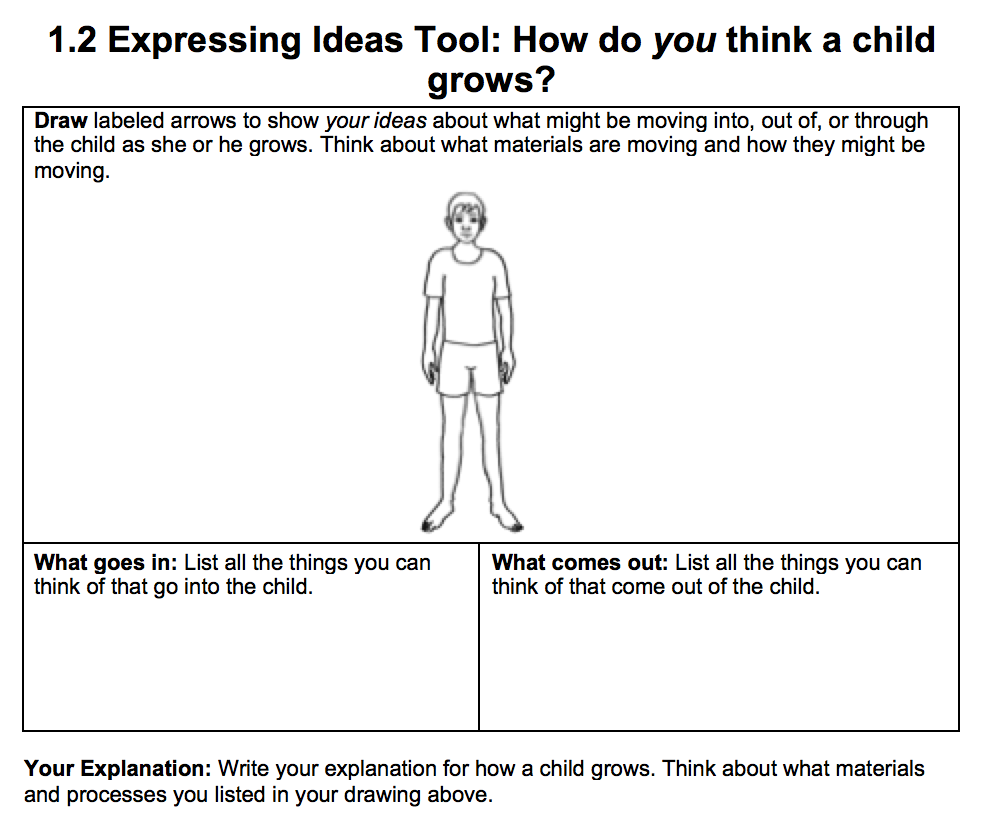 1.2 Expressing Ideas Tool: How do you think a child
grows?
Draw labeled arrows to show your ideas about what might be moving into, out of, or through
the child as she or he grows. Think about what materials are moving and how they might be
moving.
What goes in: List all the things you can
think of that go into the child.
What comes out: List all the things you can
think of that come out of the child.
Your Explanation: Write your explanation for how a child grows. Think about what materials
and processes you listed in your drawing above.